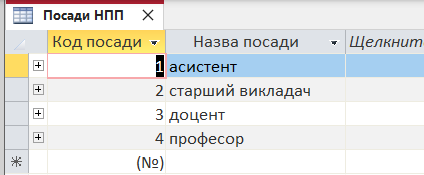 Посади НПП
Код посади Назва посади Щелкнит
1 асистент
2 старший викладач
3 доцент
4 професор
(№)